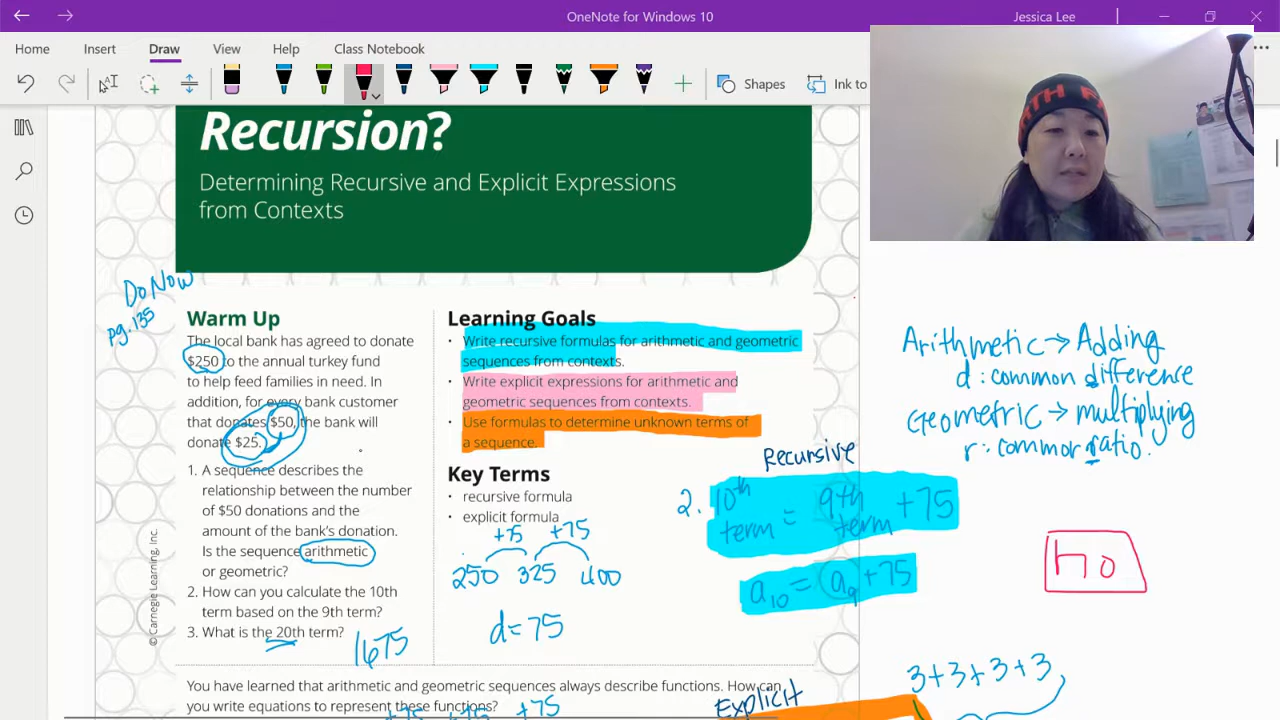 OneNote for Windows 10
Jessica Lee
Home Insert Draw View Help Class Notebook
Shapes
Ink to
Recursion?
Determining Recursive and Explicit Expressions
from Contexts
Do Now
pg. 135
Warm Up
The local bank has agreed to donate
$250 to the annual turkey fund
to help feed families in need. In
addition, for every bank customer
that donates $50, the bank will
donate $25.
1. A sequence describes the
relationship between the number
of $50 donations and the
amount of the bank's donation.
Is the sequence arithmetic
or geometric?
2. How can you calculate the 10th
term based on the 9th term?
3. What is the 20th term?
1675
© Carnegie Learning, Inc.
Learning Goals
• Write recursive formulas for arithmetic and geometric
sequences from contexts.
• Write explicit expressions for arithmetic and
geometric sequences from contexts.
• Use formulas to determine unknown terms of
a sequence.
Key Terms
• recursive formula
• explicit formula
+75 +75
250 325 400
d=75
Recursive
2. 10th term = 9th term +75
a10 = a9 +75
Arithmetic → Adding
d: common difference
Geometric → multiplying
r: common ratio.
ho
3+3+3+3
You have learned that arithmetic and geometric sequences always describe functions. How can
you write equations to represent these functions?
Explicit
+75 +75 +75